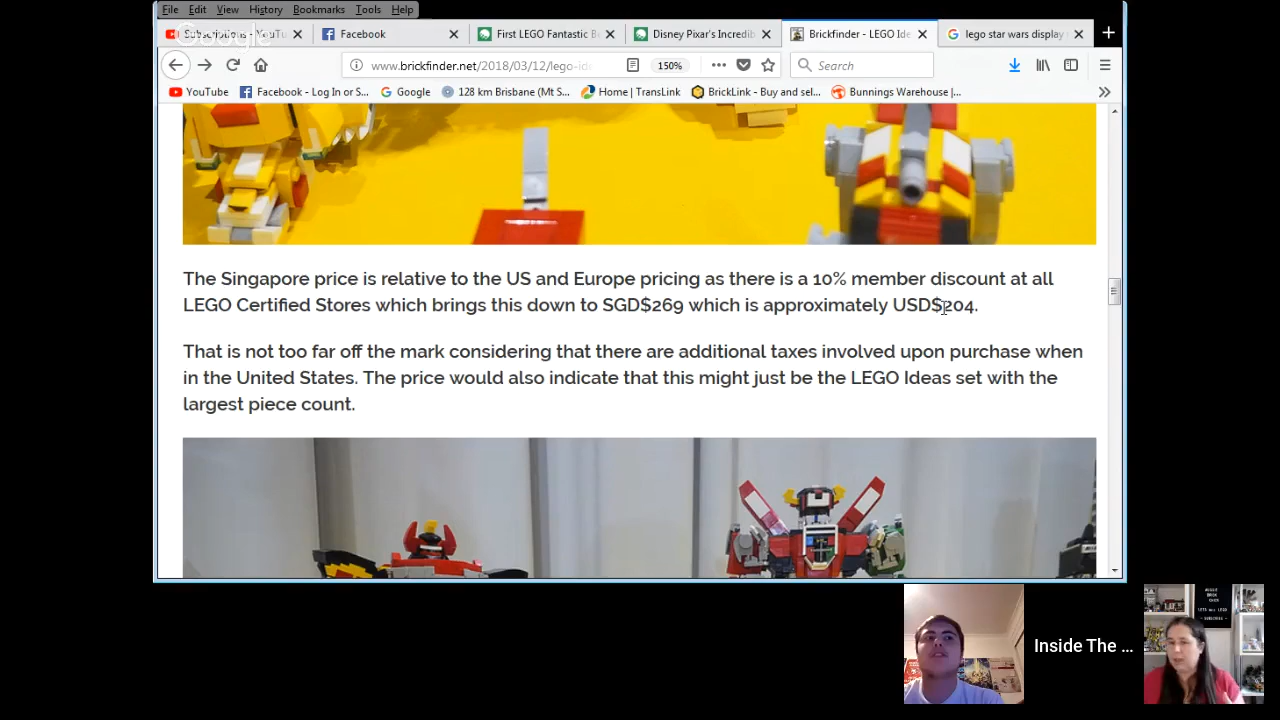 File Edit View History Bookmarks Tools Help
Subscriptions - YouTu
Facebook
First LEGO Fantastic B
Disney Pixar's Incredib
Brickfinder - LEGO Ide
lego star wars display
Google
www.brickfinder.net/2018/03/12/lego-ide
150%
Search
YouTube
Facebook - Log In or S...
Google
128 km Brisbane (Mt S...
Home | TransLink
BrickLink - Buy and sel...
Bunnings Warehouse |...
The Singapore price is relative to the US and Europe pricing as there is a 10% member discount at all
LEGO Certified Stores which brings this down to SGD$269 which is approximately USD$204.
That is not too far off the mark considering that there are additional taxes involved upon purchase when
in the United States. The price would also indicate that this might just be the LEGO Ideas set with the
largest piece count.
Inside The ...